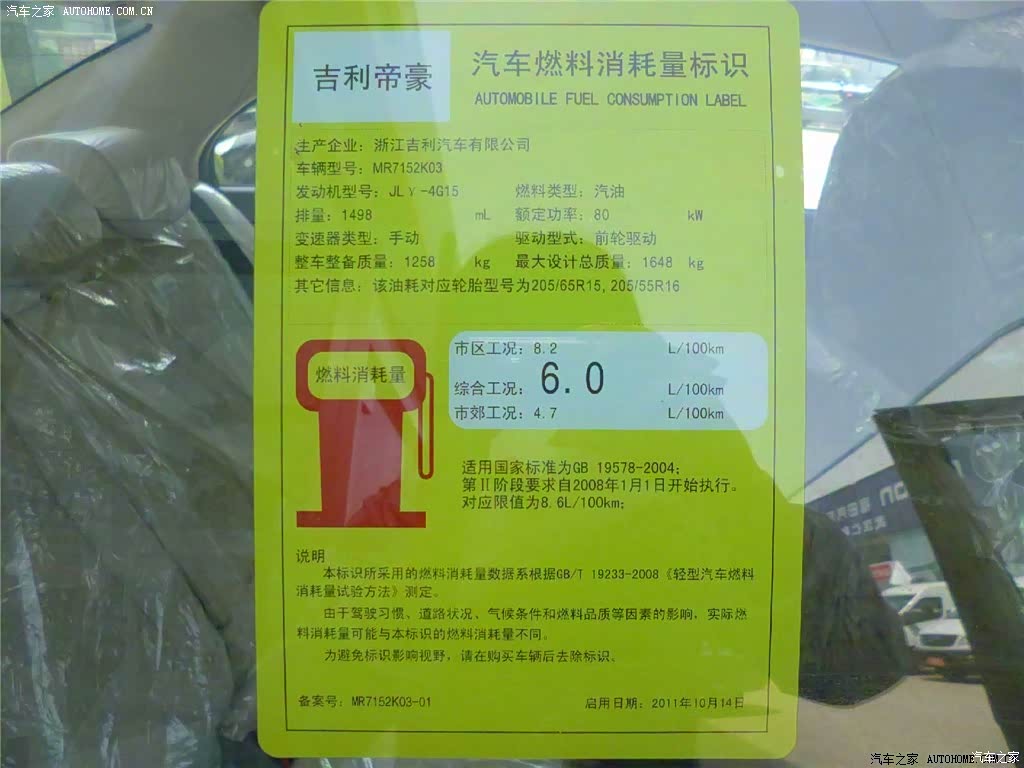 汽车之家 AUTOHOME.COM.CN
吉利帝豪
汽车燃料消耗量标识
AUTOMOBILE FUEL CONSUMPTION LABEL
生产企业：浙江吉利汽车有限公司
车辆型号：MR7152K03
发动机型号：JLγ-4G15 燃料类型：汽油
排量：1498 mL 额定功率：80 kW
变速器类型：手动 驱动型式：前轮驱动
整车整备质量：1258 kg 最大设计总质量：1648 kg
其它信息：该油耗对应轮胎型号为205/65R15,205/55R16
燃料消耗量
市区工况：8.2 L/100km
综合工况：6.0 L/100km
市郊工况：4.7 L/100km
适用国家标准为GB 19578-2004；
第Ⅱ阶段要求自2008年1月1日开始执行。
对应限值为8.6L/100km；
说明
本标识所采用的燃料消耗量数据系根据GB/T 19233-2008《轻型汽车燃料
消耗量试验方法》测定。
由于驾驶习惯、道路状况、气候条件和燃料品质等因素的影响，实际燃
料消耗量可能与本标识的燃料消耗量不同。
为避免标识影响视野，请在购买车辆后去除标识。
备案号：MR7152K03-01 启用日期：2011年10月14日
汽车之家 AUTOHOME
汽车之家